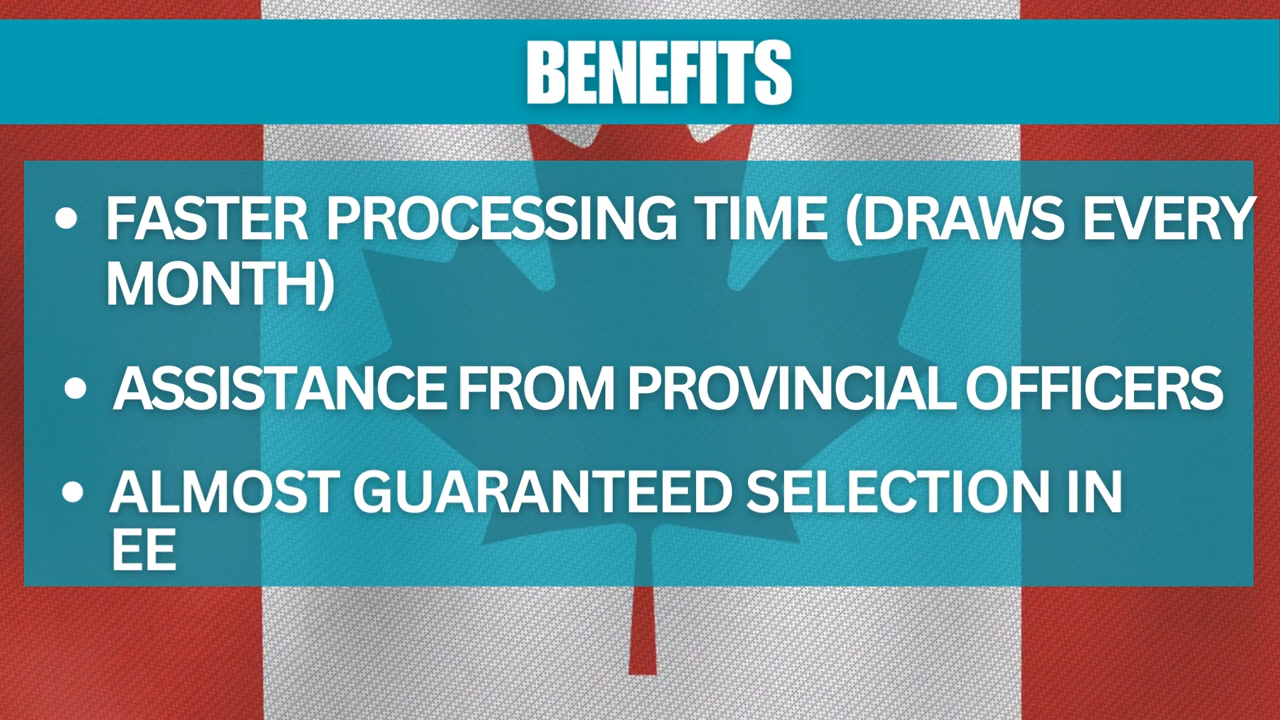 BENEFITS
• FASTER PROCESSING TIME (DRAWS EVERY
MONTH)
• ASSISTANCE FROM PROVINCIAL OFFICERS
• ALMOST GUARANTEED SELECTION IN
EE